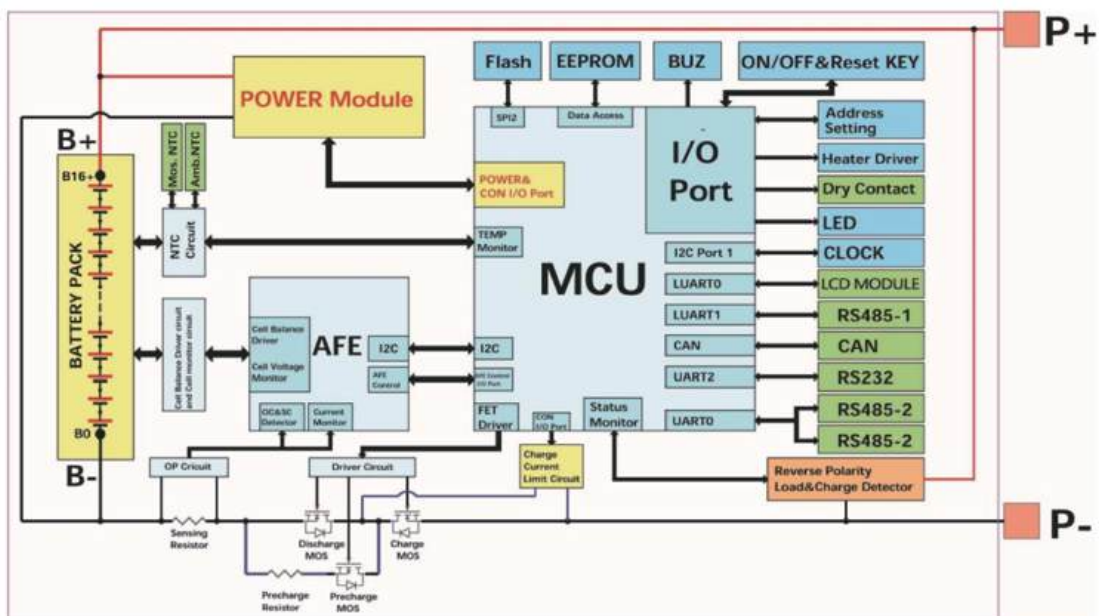 P+
Flash
EEPROM
BUZ
ON/OFF&Reset KEY
POWER Module
SPI2
Data Access
I/O
Port
Address
Setting
B+
Mos. NTC
Amb.NTC
Heater Driver
B16+
POWER&
CON I/O Port
Dry Contact
NTC
Circuit
TEMP
Monitor
LED
I2C Port 1
CLOCK
BATTERY PACK
MCU
LUART0
LCD MODULE
LUART1
RS485-1
Cell Balance Driver circuit
and Cell monitor circuit
Cell Balance
Driver
Cell Voltage
Monitor
AFE
I2C
I2C
CAN
CAN
AFE
Control
AFE Control
I/O Port
UART2
RS232
OC&SC
Detector
Current
Monitor
FET
Driver
CON
I/O Port
Status
Monitor
UART0
RS485-2
RS485-2
B0
B-
OP Cricuit
Driver Circuit
Charge
Current
Limit Circuit
Reverse Polarity
Load&Charge Detector
P-
Sensing
Resistor
Discharge
MOS
Charge
MOS
Precharge
Resistor
Precharge
MOS